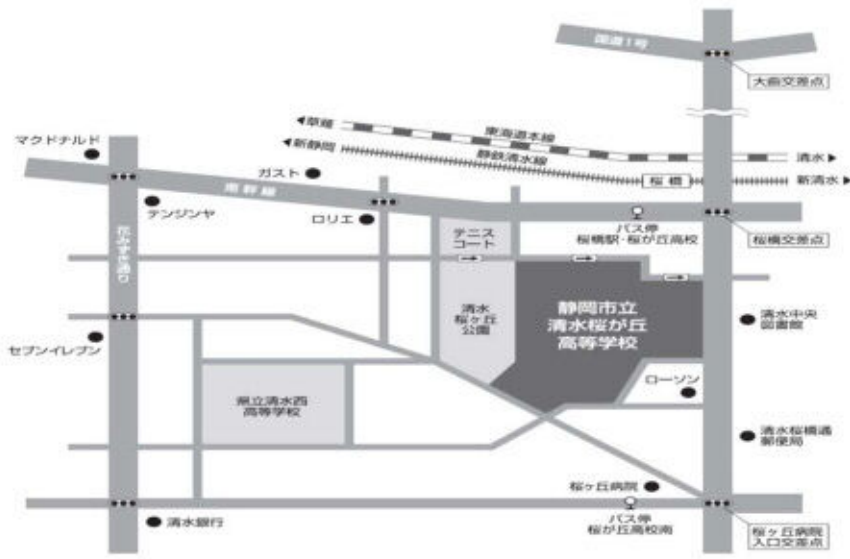 国道1号
大曲交差点
◀草薙
東海道本線
清水▶
◀新静岡
静鉄清水線
桜橋
新清水▶
マクドナルド
ガスト
南幹線
テンジンヤ
ロリエ
バス停
桜橋駅・桜が丘高校
桜橋交差点
花みずき通り
テニス
コート
清水
桜ヶ丘
公園
静岡市立
清水桜が丘
高等学校
清水中央
図書館
セブンイレブン
ローソン
県立清水西
高等学校
清水桜橋通
郵便局
桜ヶ丘病院
清水銀行
バス停
桜が丘高校南
桜ヶ丘病院
入口交差点